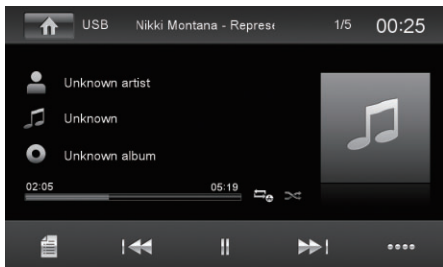 USB Nikki Montana - Represe 1/5 00:25
Unknown artist
Unknown
Unknown album
02:05 05:19